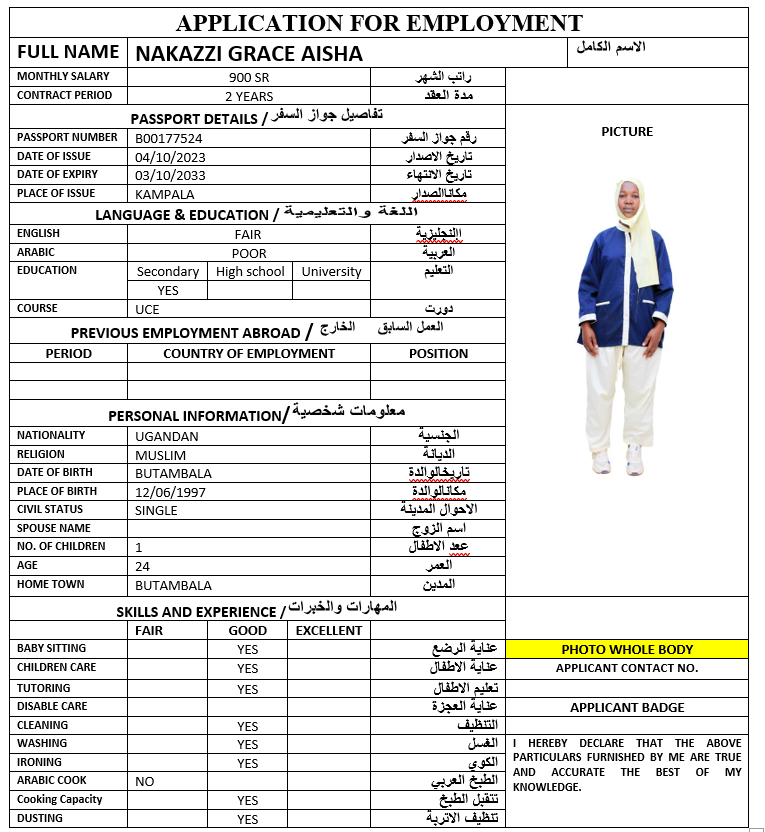 APPLICATION FOR EMPLOYMENT
FULL NAME NAKAZZI GRACE AISHA الاسم الكامل
MONTHLY SALARY 900 SR راتب الشهر
CONTRACT PERIOD 2 YEARS مدة العقد
PASSPORT DETAILS / تفاصيل جواز السفر
PICTURE
PASSPORT NUMBER B00177524 رقم جواز السفر
DATE OF ISSUE 04/10/2023 تاريخ الاصدار
DATE OF EXPIRY 03/10/2033 تاريخ الانتهاء
PLACE OF ISSUE KAMPALA مكاناالصدار
LANGUAGE & EDUCATION / اللغة والتعليمية
ENGLISH FAIR االنجليزية
ARABIC POOR العربية
EDUCATION Secondary High school University التعليم
YES
COURSE UCE دورت
PREVIOUS EMPLOYMENT ABROAD / العمل السابق الخارج
PERIOD COUNTRY OF EMPLOYMENT POSITION
PERSONAL INFORMATION/ معلومات شخصية
NATIONALITY UGANDAN الجنسية
RELIGION MUSLIM الديانة
DATE OF BIRTH BUTAMBALA تاريخالوالدة
PLACE OF BIRTH 12/06/1997 مكانالوالدة
CIVIL STATUS SINGLE الاحوال المدينة
SPOUSE NAME اسم الزوج
NO. OF CHILDREN 1 عدد الاطفال
AGE 24 العمر
HOME TOWN BUTAMBALA المدين
SKILLS AND EXPERIENCE / المهارات والخبرات
FAIR GOOD EXCELLENT
BABY SITTING YES عناية الرضع PHOTO WHOLE BODY
CHILDREN CARE YES عناية الاطفال APPLICANT CONTACT NO.
TUTORING YES تعليم الاطفال
DISABLE CARE عناية العجزة APPLICANT BADGE
CLEANING YES التنظيف
WASHING YES الغسل
IRONING YES الكوي
ARABIC COOK NO الطبخ العربي
Cooking Capacity YES تتقبل الطبخ
DUSTING YES تنظيف الاتربة
I HEREBY DECLARE THAT THE ABOVE
PARTICULARS FURNISHED BY ME ARE TRUE
AND ACCURATE THE BEST OF MY
KNOWLEDGE.